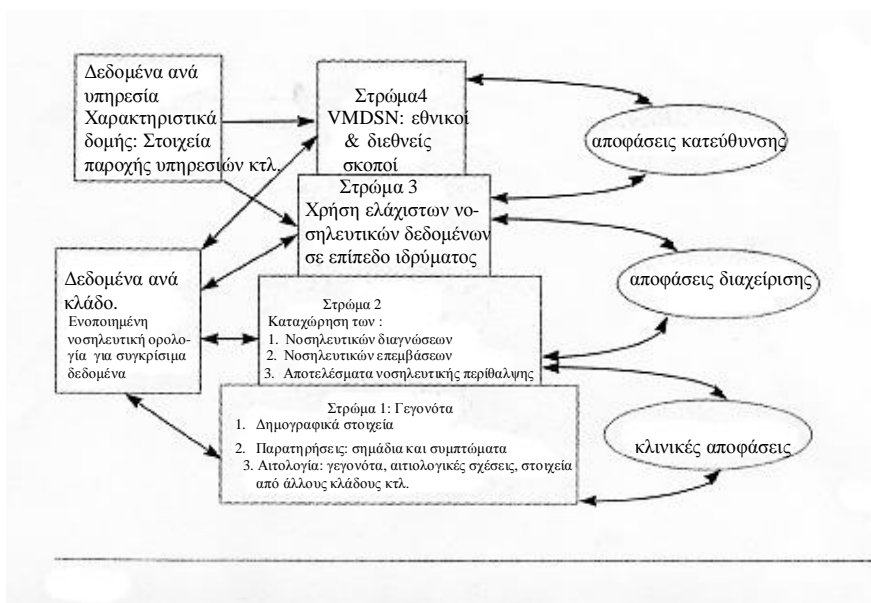 Δεδομένα ανά
υπηρεσία
Χαρακτηριστικά
δομής: Στοιχεία
παροχής υπηρεσιών κτλ.
Στρώμα4
VMDSN: εθνικοί
& διεθνείς
σκοποί
αποφάσεις κατεύθυνσης
Στρώμα 3
Χρήση ελάχιστων νο-
σηλευτικών δεδομένων
σε επίπεδο ιδρύματος
Δεδομένα ανά
κλάδο.
Ενοποιημένη
νοσηλευτική ορολο-
γία για συγκρίσιμα
δεδομένα
αποφάσεις διαχείρισης
Στρώμα 2
Καταχώρηση των :
1. Νοσηλευτικών διαγνώσεων
2. Νοσηλευτικών επεμβάσεων
3. Αποτελέσματα νοσηλευτικής περίθαλψης
Στρώμα 1: Γεγονότα
1. Δημογραφικά στοιχεία
2. Παρατηρήσεις: σημάδια και συμπτώματα
3. Αιτολογία: γεγονότα, αιτιολογικές σχέσεις, στοιχεία
από άλλους κλάδους κτλ.
κλινικές αποφάσεις